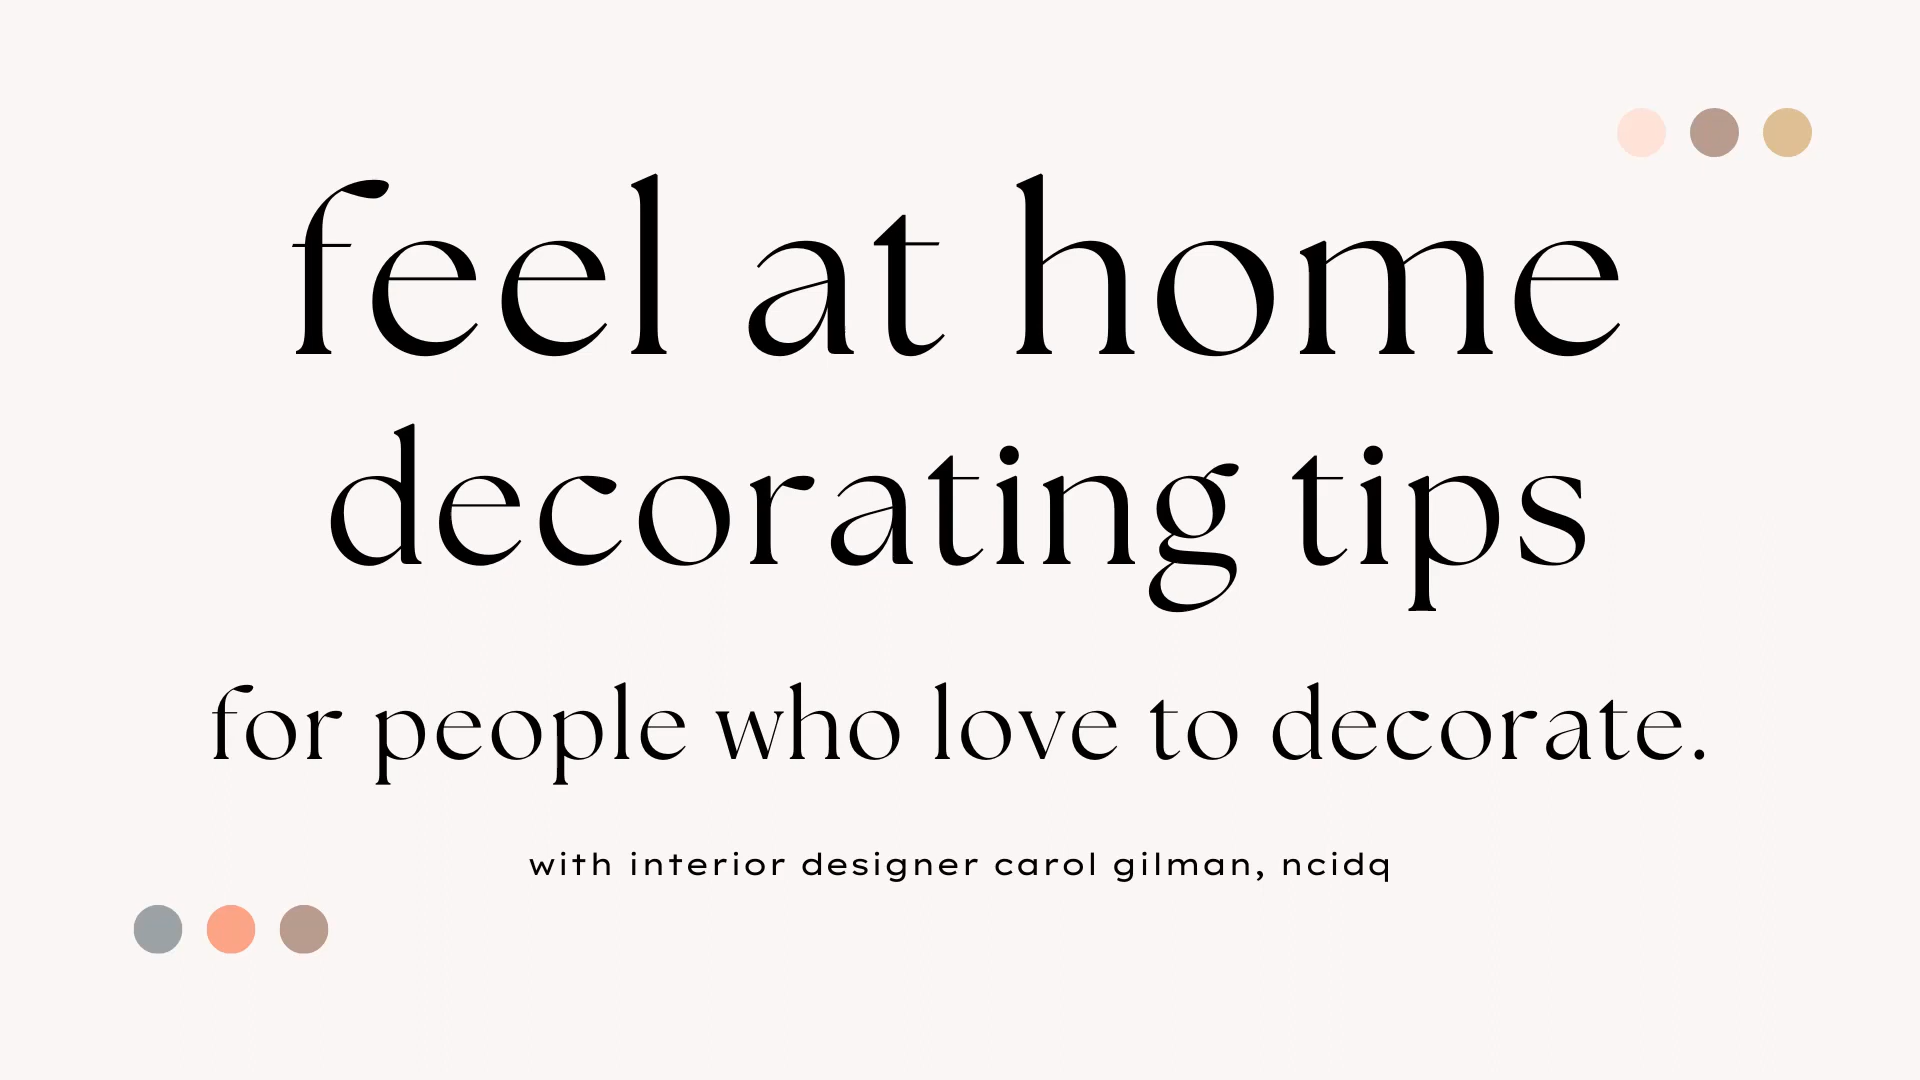 feel at home
decorating tips
for people who love to decorate.
with interior designer carol gilman, ncidq